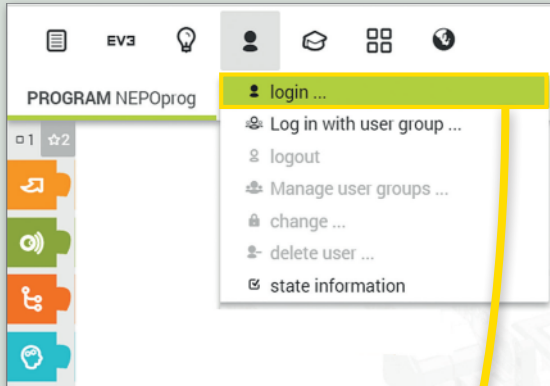 EV3
PROGRAM NEPOprog
1 2
login ...
Log in with user group ...
logout
Manage user groups ...
change ...
delete user ...
state information